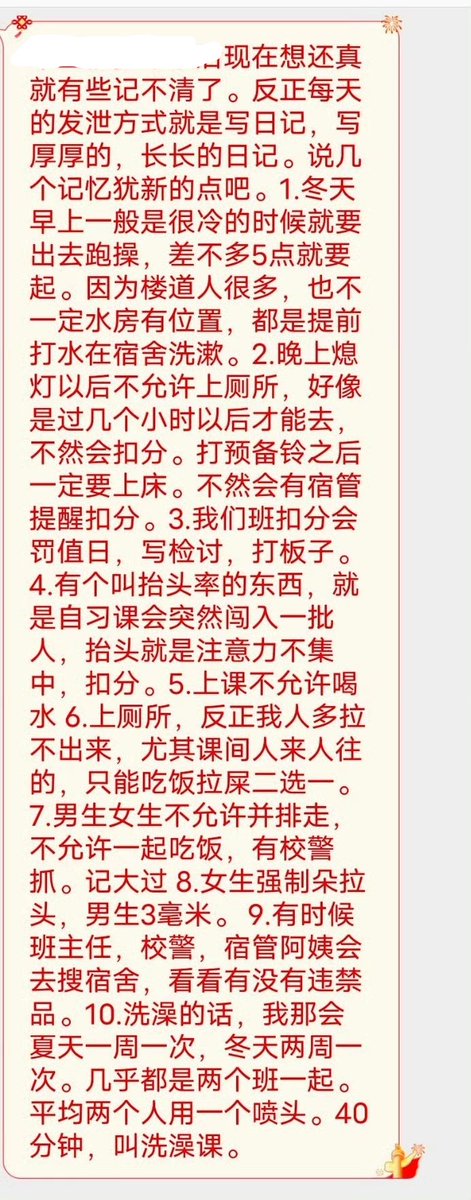 现在想还真
就有些记不清了。反正每天
的发泄方式就是写日记，写
厚厚的，长长的日记。说几
个记忆犹新的点吧。1.冬天
早上一般是很冷的时候就要
出去跑操，差不多5点就要
起。因为楼道人很多，也不
一定水房有位置，都是提前
打水在宿舍洗漱。2.晚上熄
灯以后不允许上厕所，好像
是过几个小时以后才能去，
不然会扣分。打预备铃之后
一定要上床。不然会有宿管
提醒扣分。3.我们班扣分会
罚值日，写检讨，打板子。
4.有个叫抬头率的东西，就
是自习课会突然闯入一批
人，抬头就是注意力不集
中，扣分。5.上课不允许喝
水 6.上厕所，反正我人多拉
不出来，尤其课间人来人往
的，只能吃饭拉屎二选一。
7.男生女生不允许并排走，
不允许一起吃饭，有校警
抓。记大过 8.女生强制朵拉
头，男生3毫米。9.有时候
班主任，校警，宿管阿姨会
去搜宿舍，看看有没有违禁
品。10.洗澡的话，我那会
夏天一周一次，冬天两周一
次。几乎都是两个班一起。
平均两个人用一个喷头。40
分钟，叫洗澡课。